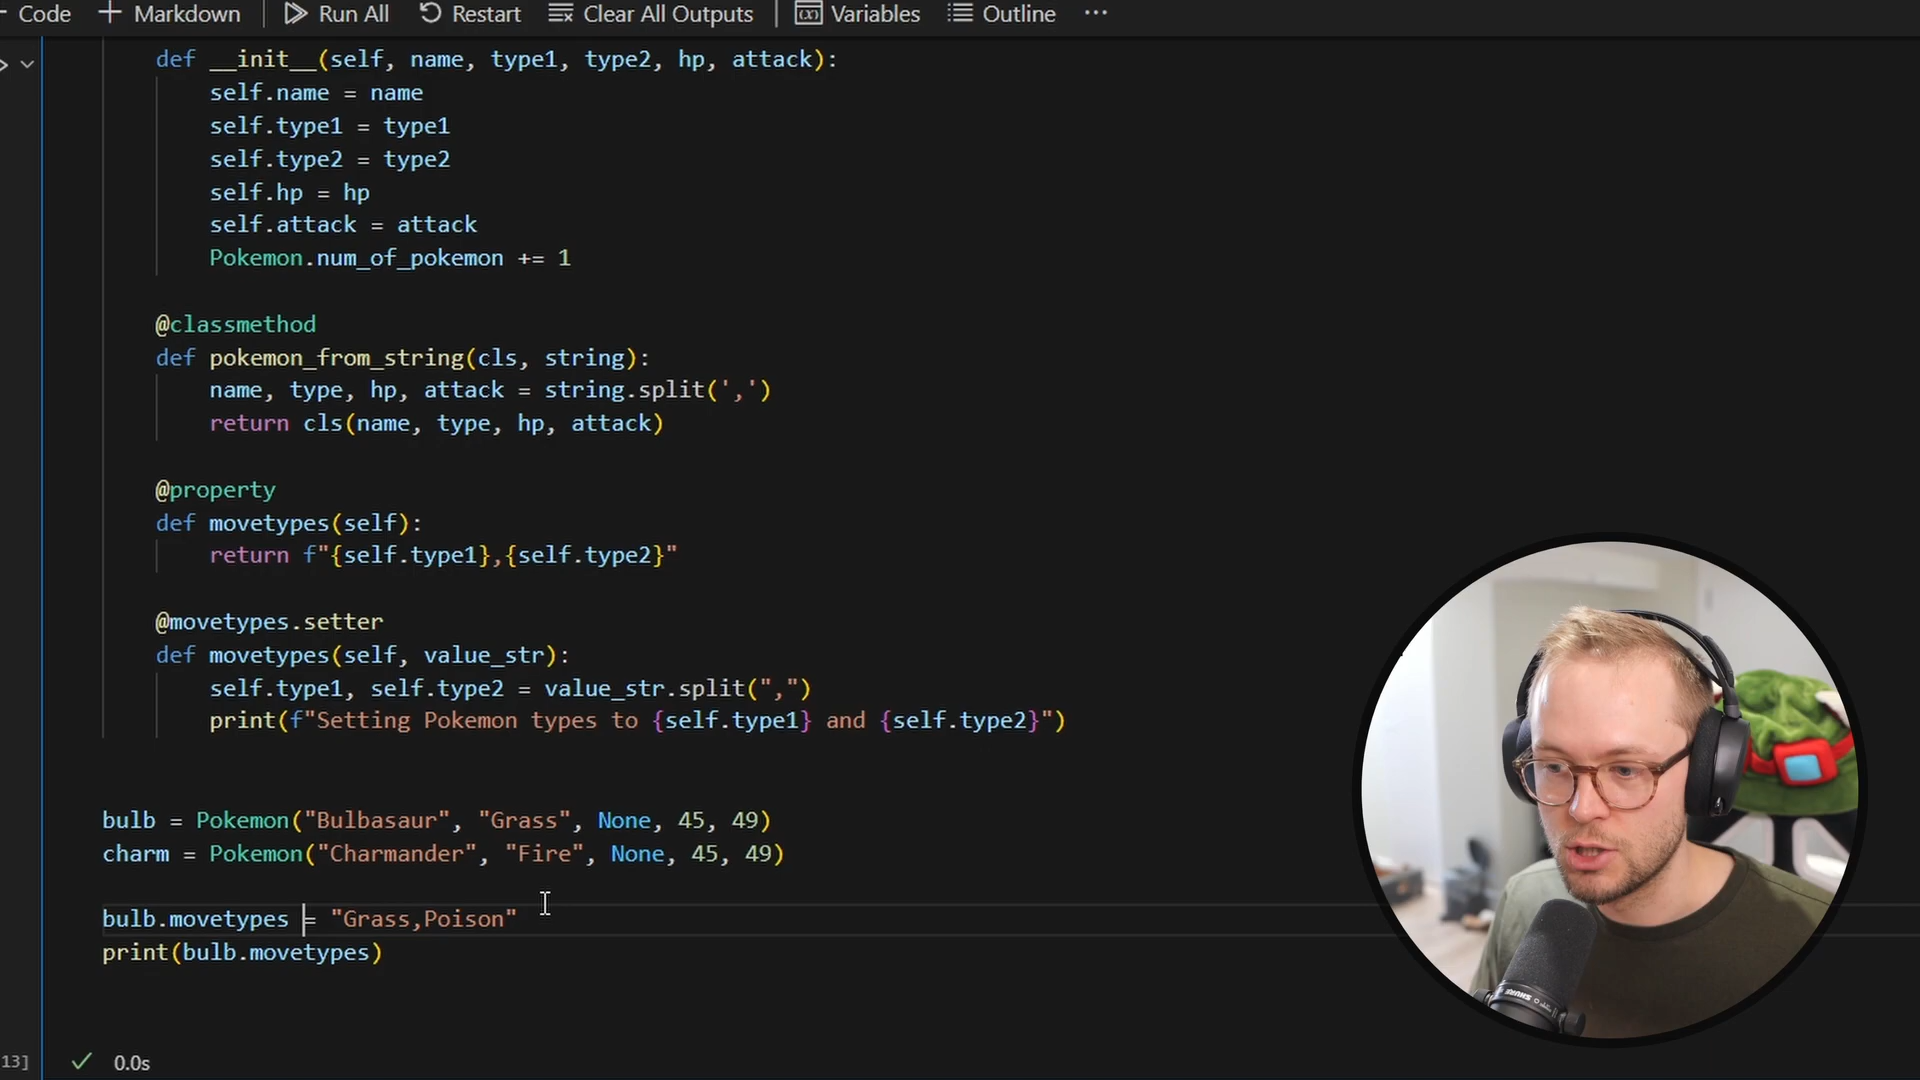 Code + Markdown Run All Restart Clear All Outputs Variables Outline ...
def __init__(self, name, type1, type2, hp, attack):
self.name = name
self.type1 = type1
self.type2 = type2
self.hp = hp
self.attack = attack
Pokemon.num_of_pokemon += 1
@classmethod
def pokemon_from_string(cls, string):
name, type, hp, attack = string.split(',')
return cls(name, type, hp, attack)
@property
def movetypes(self):
return f"{self.type1},{self.type2}"
@movetypes.setter
def movetypes(self, value_str):
self.type1, self.type2 = value_str.split(",")
print(f"Setting Pokemon types to {self.type1} and {self.type2}")
bulb = Pokemon("Bulbasaur", "Grass", None, 45, 49)
charm = Pokemon("Charmander", "Fire", None, 45, 49)
bulb.movetypes = "Grass,Poison"
print(bulb.movetypes)
13] 0.0s